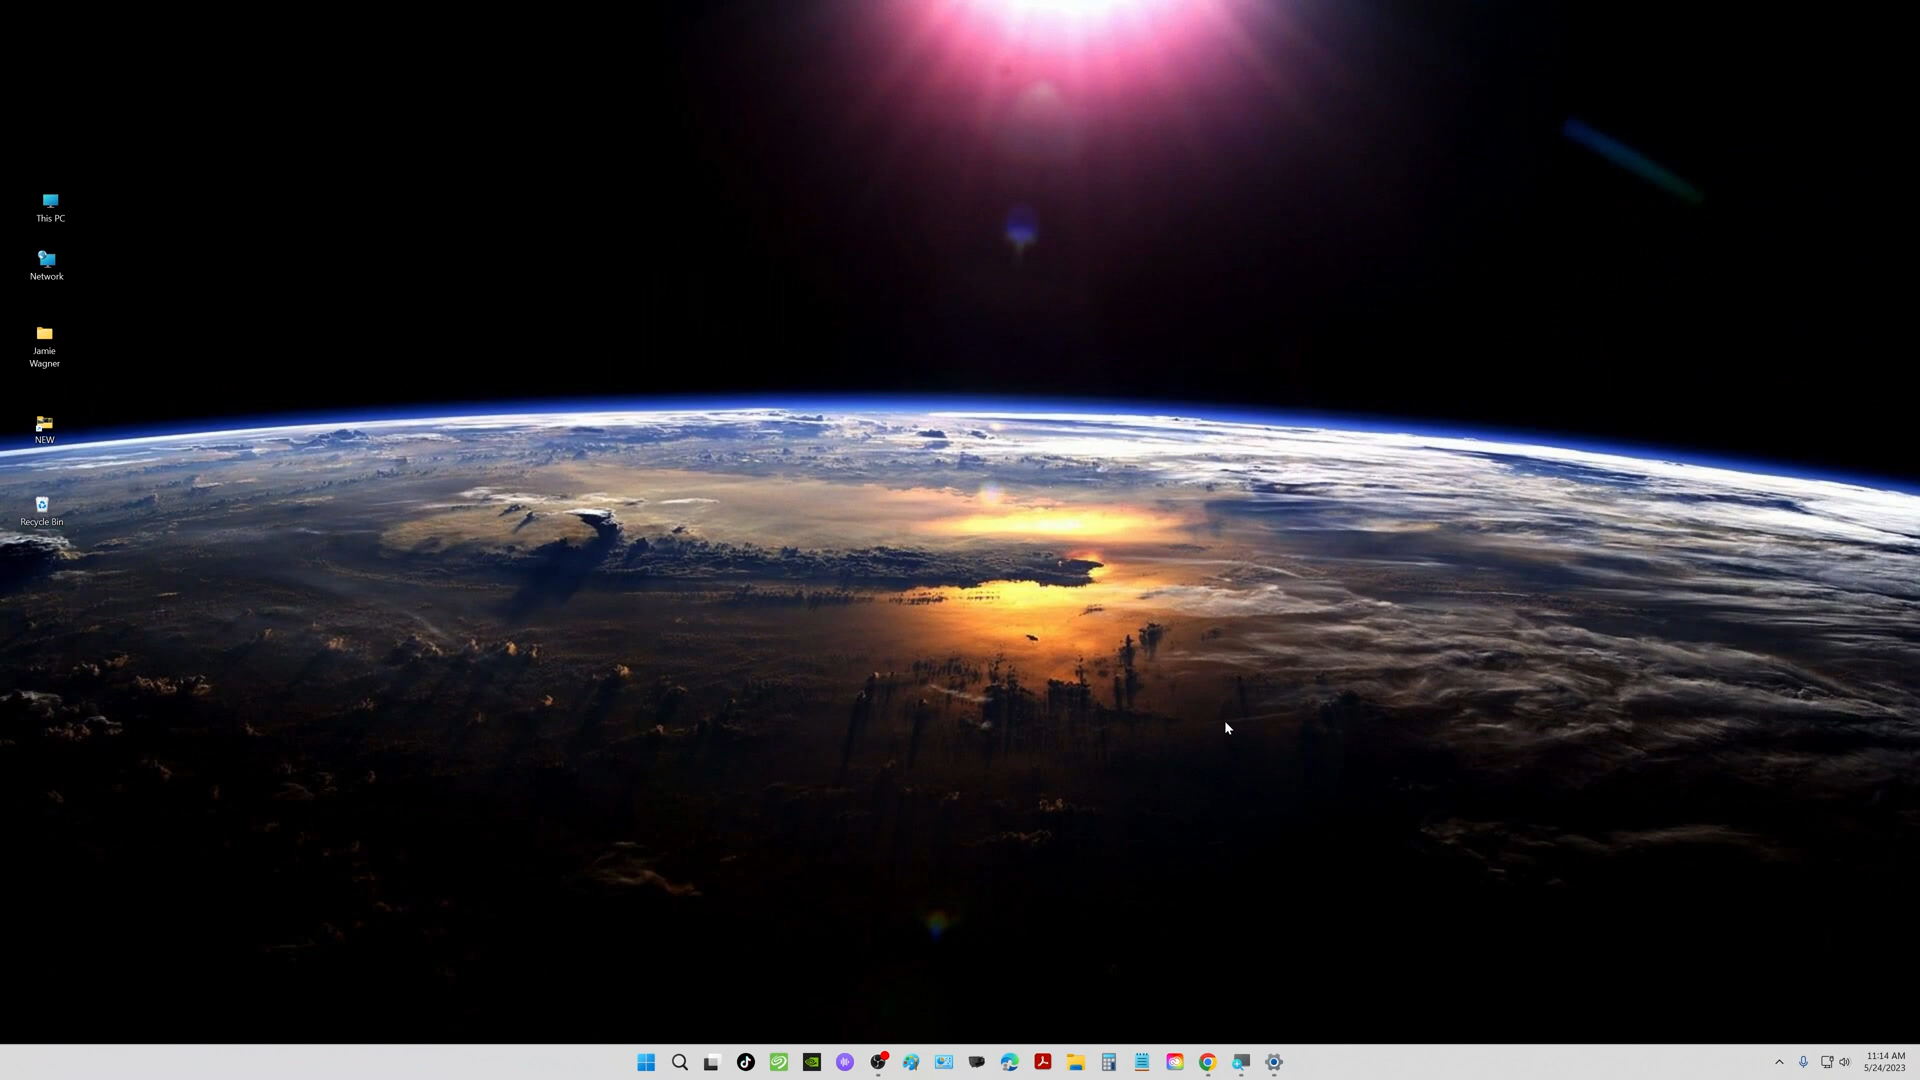 This PC
Network
Jamie
Wagner
NEW
Recycle Bin
11:14 AM
5/24/2023